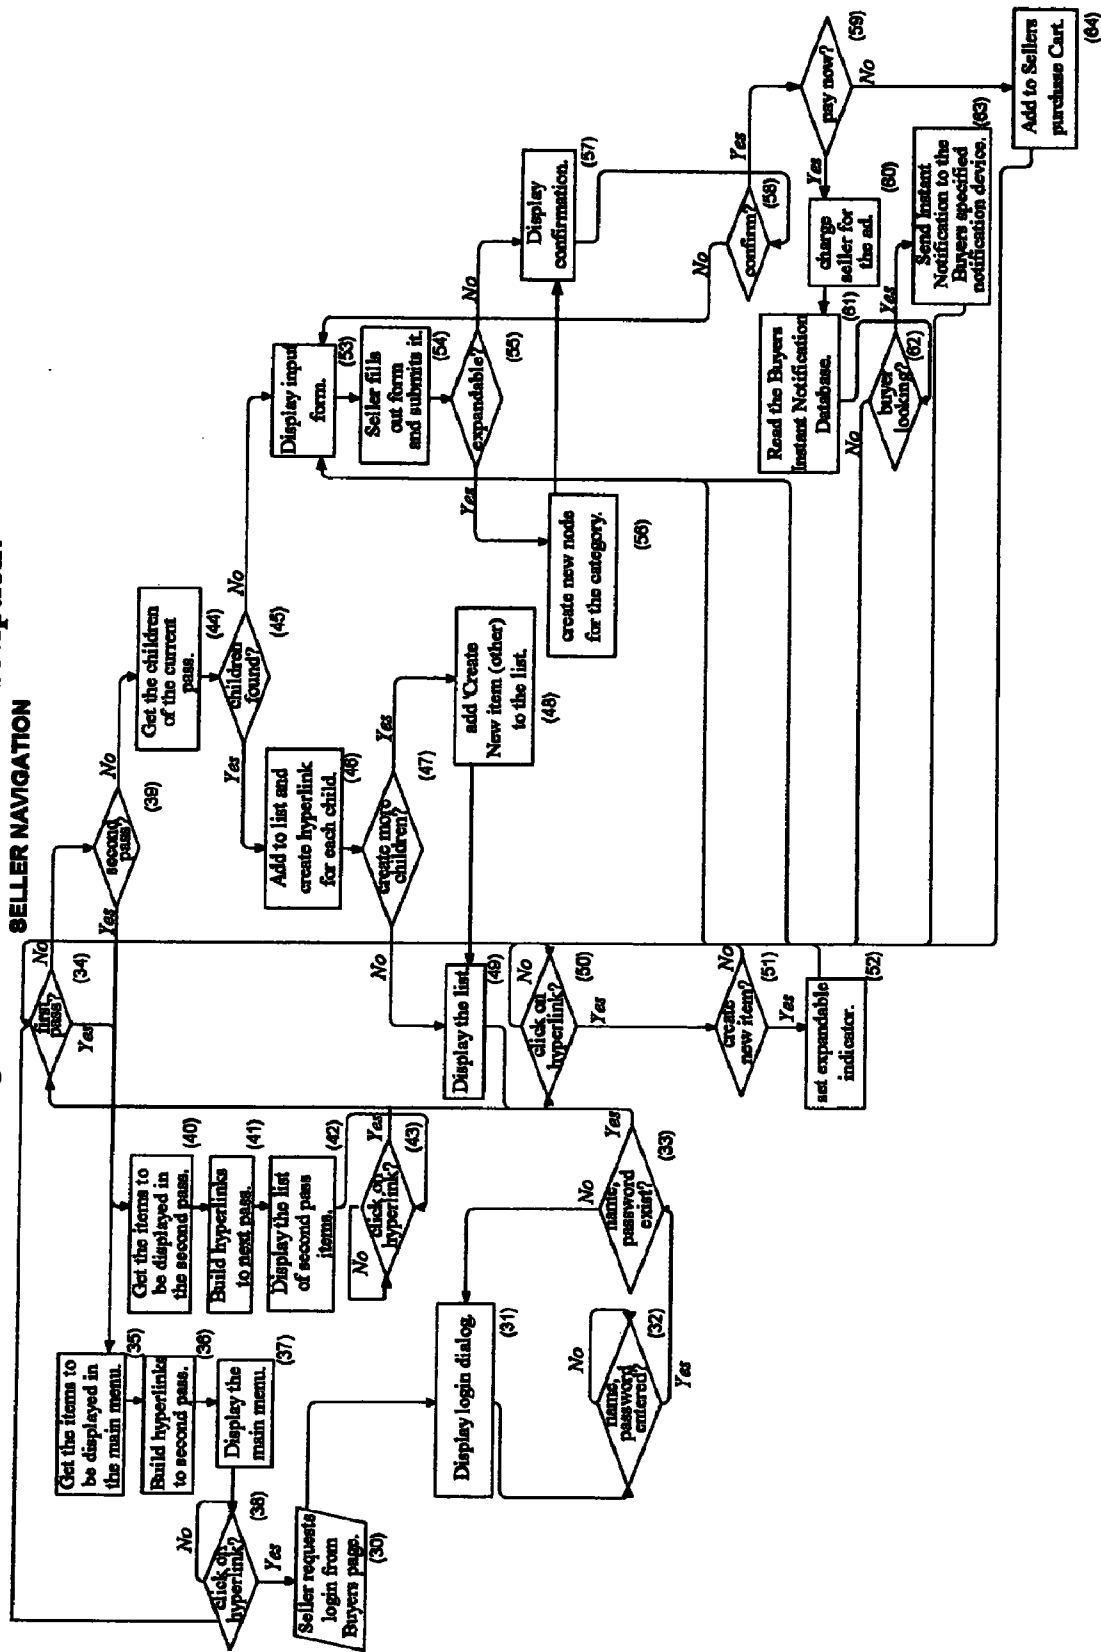 SELLER NAVIGATION
Seller requests
login from
Buyers page.
(30)
Display login dialog.
(31)
name,
password
entered?
(32)
No
Yes
name,
password
exist?
(33)
No
Yes
first
pass?
(34)
No
Yes
Get the items to
be displayed in
the main menu.
(35)
Build hyperlinks
to second pass.
(36)
Display the
main menu.
(37)
click on
hyperlink?
(38)
No
Yes
second
pass?
(39)
No
Yes
Get the items to
be displayed in
the second pass.
(40)
Build hyperlinks
to next pass.
(41)
Display the list
of second pass
items.
(42)
click on
hyperlink?
(43)
No
Yes
Get the children
of the current
pass.
(44)
children
found?
(45)
No
Yes
Add to list and
create hyperlink
for each child.
(46)
create more
children?
(47)
Yes
No
add 'Create
New item (other)
to the list.
(48)
Display the list.
(49)
click on
hyperlink?
(50)
No
Yes
create
new item?
(51)
No
Yes
set expandable
indicator.
(52)
Display input
form.
(53)
Seller fills
out form
and submits it.
(54)
expandable?
(55)
No
Yes
create new node
for the category.
(56)
Display
confirmation.
(57)
confirm?
(58)
No
Yes
pay now?
(59)
Yes
No
charge
seller for
the ad.
(60)
Read the Buyers
Instant Notification
Database.
(61)
buyer
looking?
(62)
No
Yes
Send Instant
Notification to the
Buyers specified
notification device.
(63)
Add to Sellers
purchase Cart.
(64)